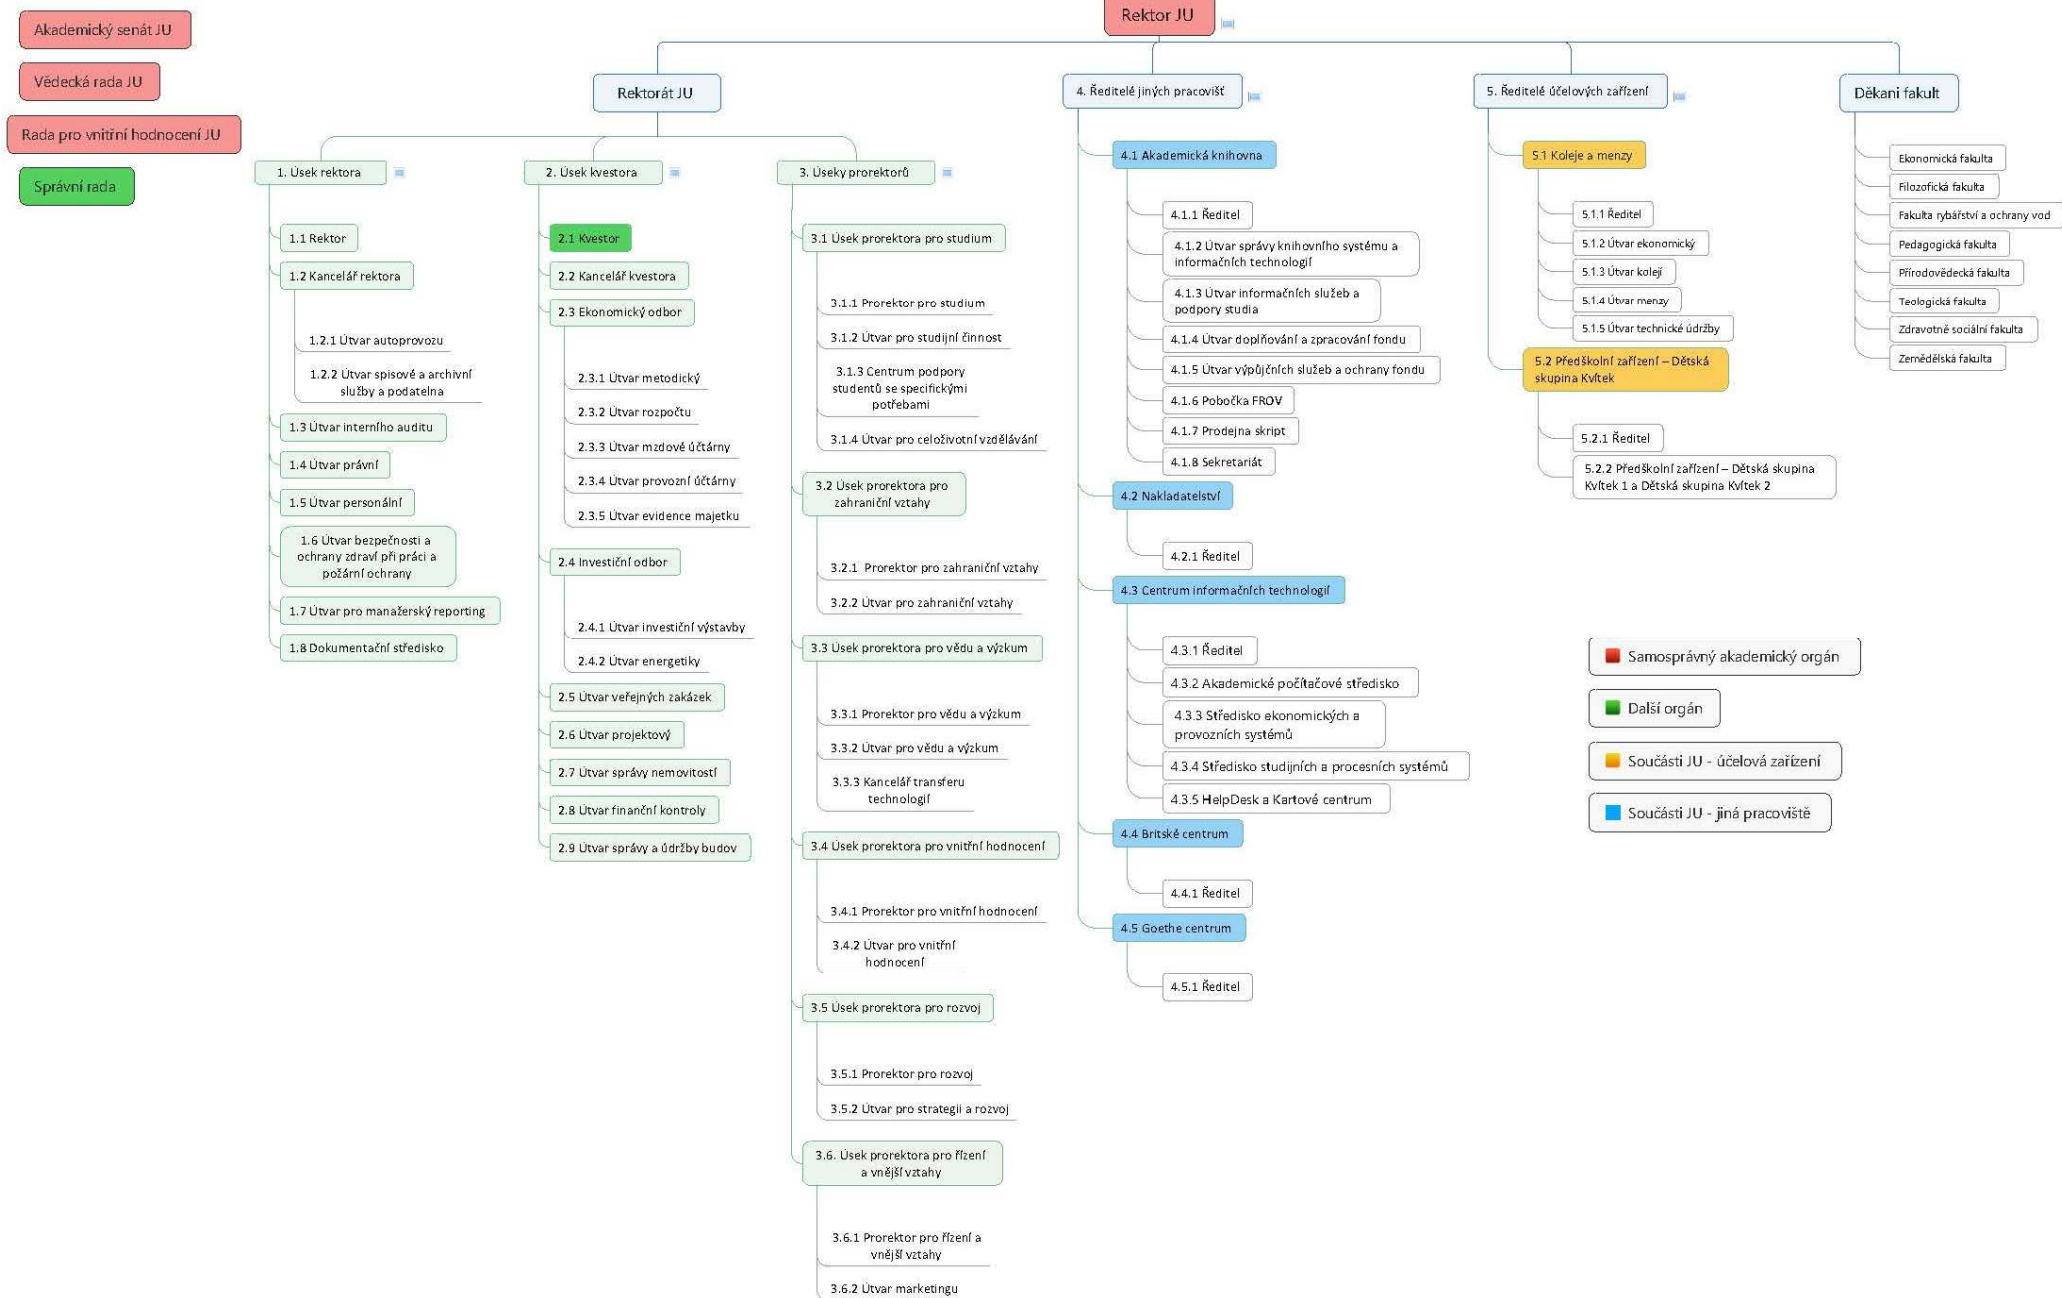 Akademický senát JU
Vědecká rada JU
Rada pro vnitřní hodnocení JU
Správní rada
Rektor JU
Rektorát JU
1. Úsek rektora
1.1 Rektor
1.2 Kancelář rektora
1.2.1 Útvar autoprovozu
1.2.2 Útvar spisové a archivní
služby a podatelna
1.3 Útvar interního auditu
1.4 Útvar právní
1.5 Útvar personální
1.6 Útvar bezpečnosti a
ochrany zdraví při práci a
požární ochrany
1.7 Útvar pro manažerský reporting
1.8 Dokumentační středisko
2. Úsek kvestora
2.1 Kvestor
2.2 Kancelář kvestora
2.3 Ekonomický odbor
2.3.1 Útvar metodický
2.3.2 Útvar rozpočtu
2.3.3 Útvar mzdové účtárny
2.3.4 Útvar provozní účtárny
2.3.5 Útvar evidence majetku
2.4 Investiční odbor
2.4.1 Útvar investiční výstavby
2.4.2 Útvar energetiky
2.5 Útvar veřejných zakázek
2.6 Útvar projektový
2.7 Útvar správy nemovitostí
2.8 Útvar finanční kontroly
2.9 Útvar správy a údržby budov
3. Úseky prorektorů
3.1 Úsek prorektora pro studium
3.1.1 Prorektor pro studium
3.1.2 Útvar pro studijní činnost
3.1.3 Centrum podpory
studentů se specifickými
potřebami
3.1.4 Útvar pro celoživotní vzdělávání
3.2 Úsek prorektora pro
zahraniční vztahy
3.2.1 Prorektor pro zahraniční vztahy
3.2.2 Útvar pro zahraniční vztahy
3.3 Úsek prorektora pro vědu a výzkum
3.3.1 Prorektor pro vědu a výzkum
3.3.2 Útvar pro vědu a výzkum
3.3.3 Kancelář transferu
technologií
3.4 Úsek prorektora pro vnitřní hodnocení
3.4.1 Prorektor pro vnitřní hodnocení
3.4.2 Útvar pro vnitřní
hodnocení
3.5 Úsek prorektora pro rozvoj
3.5.1 Prorektor pro rozvoj
3.5.2 Útvar pro strategii a rozvoj
3.6. Úsek prorektora pro řízení
a vnější vztahy
3.6.1 Prorektor pro řízení a
vnější vztahy
3.6.2 Útvar marketingu
4. Ředitelé jiných pracovišť
4.1 Akademická knihovna
4.1.1 Ředitel
4.1.2 Útvar správy knihovního systému a
informačních technologií
4.1.3 Útvar informačních služeb a
podpory studia
4.1.4 Útvar doplňování a zpracování fondu
4.1.5 Útvar výpůjčních služeb a ochrany fondu
4.1.6 Pobočka FROV
4.1.7 Prodejna skript
4.1.8 Sekretariát
4.2 Nakladatelství
4.2.1 Ředitel
4.3 Centrum informačních technologií
4.3.1 Ředitel
4.3.2 Akademické počítačové středisko
4.3.3 Středisko ekonomických a
provozních systémů
4.3.4 Středisko studijních a procesních systémů
4.3.5 HelpDesk a Kartové centrum
4.4 Britské centrum
4.4.1 Ředitel
4.5 Goethe centrum
4.5.1 Ředitel
5. Ředitelé účelových zařízení
5.1 Koleje a menzy
5.1.1 Ředitel
5.1.2 Útvar ekonomický
5.1.3 Útvar kolejí
5.1.4 Útvar menzy
5.1.5 Útvar technické údržby
5.2 Předškolní zařízení – Dětská
skupina Kvítek
5.2.1 Ředitel
5.2.2 Předškolní zařízení – Dětská skupina
Kvítek 1 a Dětská skupina Kvítek 2
Děkani fakult
Ekonomická fakulta
Filozofická fakulta
Fakulta rybářství a ochrany vod
Pedagogická fakulta
Přírodovědecká fakulta
Teologická fakulta
Zdravotně sociální fakulta
Zemědělská fakulta
Samosprávný akademický orgán
Další orgán
Součásti JU - účelová zařízení
Součásti JU - jiná pracoviště